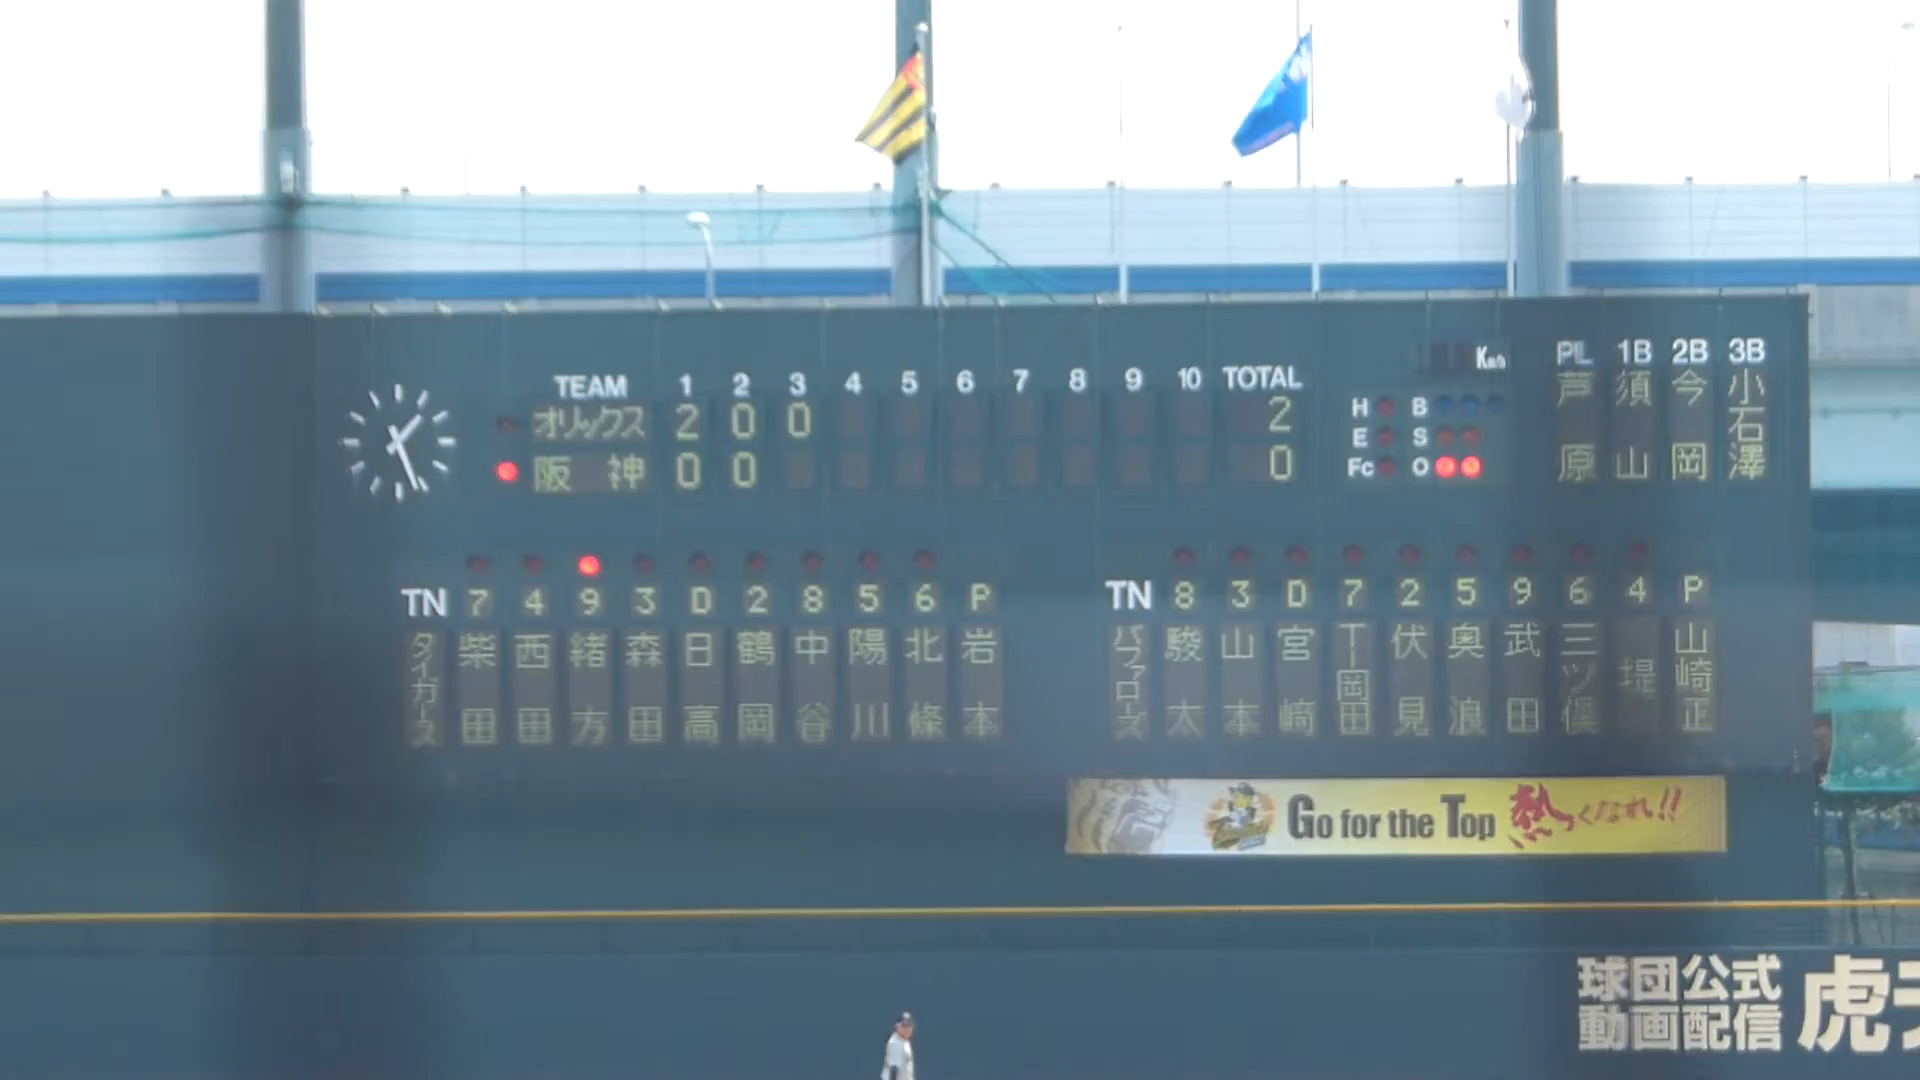 Km/h PL 1B 2B 3B
TEAM 1 2 3 4 5 6 7 8 9 10 TOTAL
オリックス 2 0 0 2 H B
阪神 0 0 0 E S
Fc O
芦原 須山 今岡 小石澤
TN 7 4 9 3 D 2 8 5 6 P
タイガース 柴田 西田 緒方 森田 日高 鶴岡 中谷 陽川 北條 岩本
TN 8 3 D 7 2 5 9 6 4 P
バファローズ 駿太 山本 宮崎 T-岡田 伏見 奥浪 武田 三ツ俣 堤 山崎正
Go for the Top 熱くなれ!!
球団公式
動画配信
虎テ